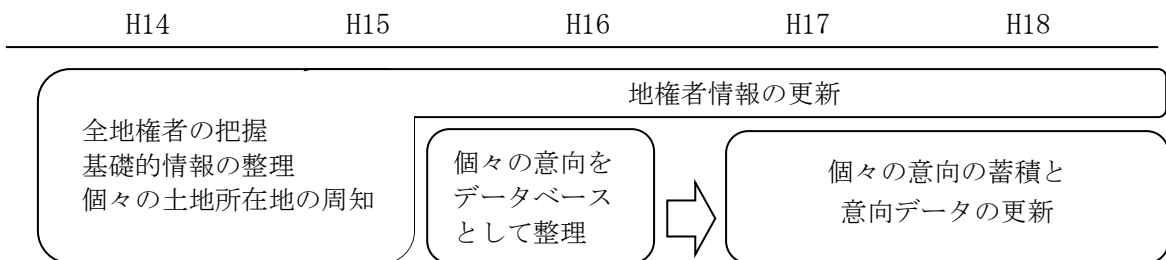 H14 H15 H16 H17 H18
地権者情報の更新
全地権者の把握
基礎的情報の整理
個々の土地所在地の周知
個々の意向を
データベース
として整理
個々の意向の蓄積と
意向データの更新